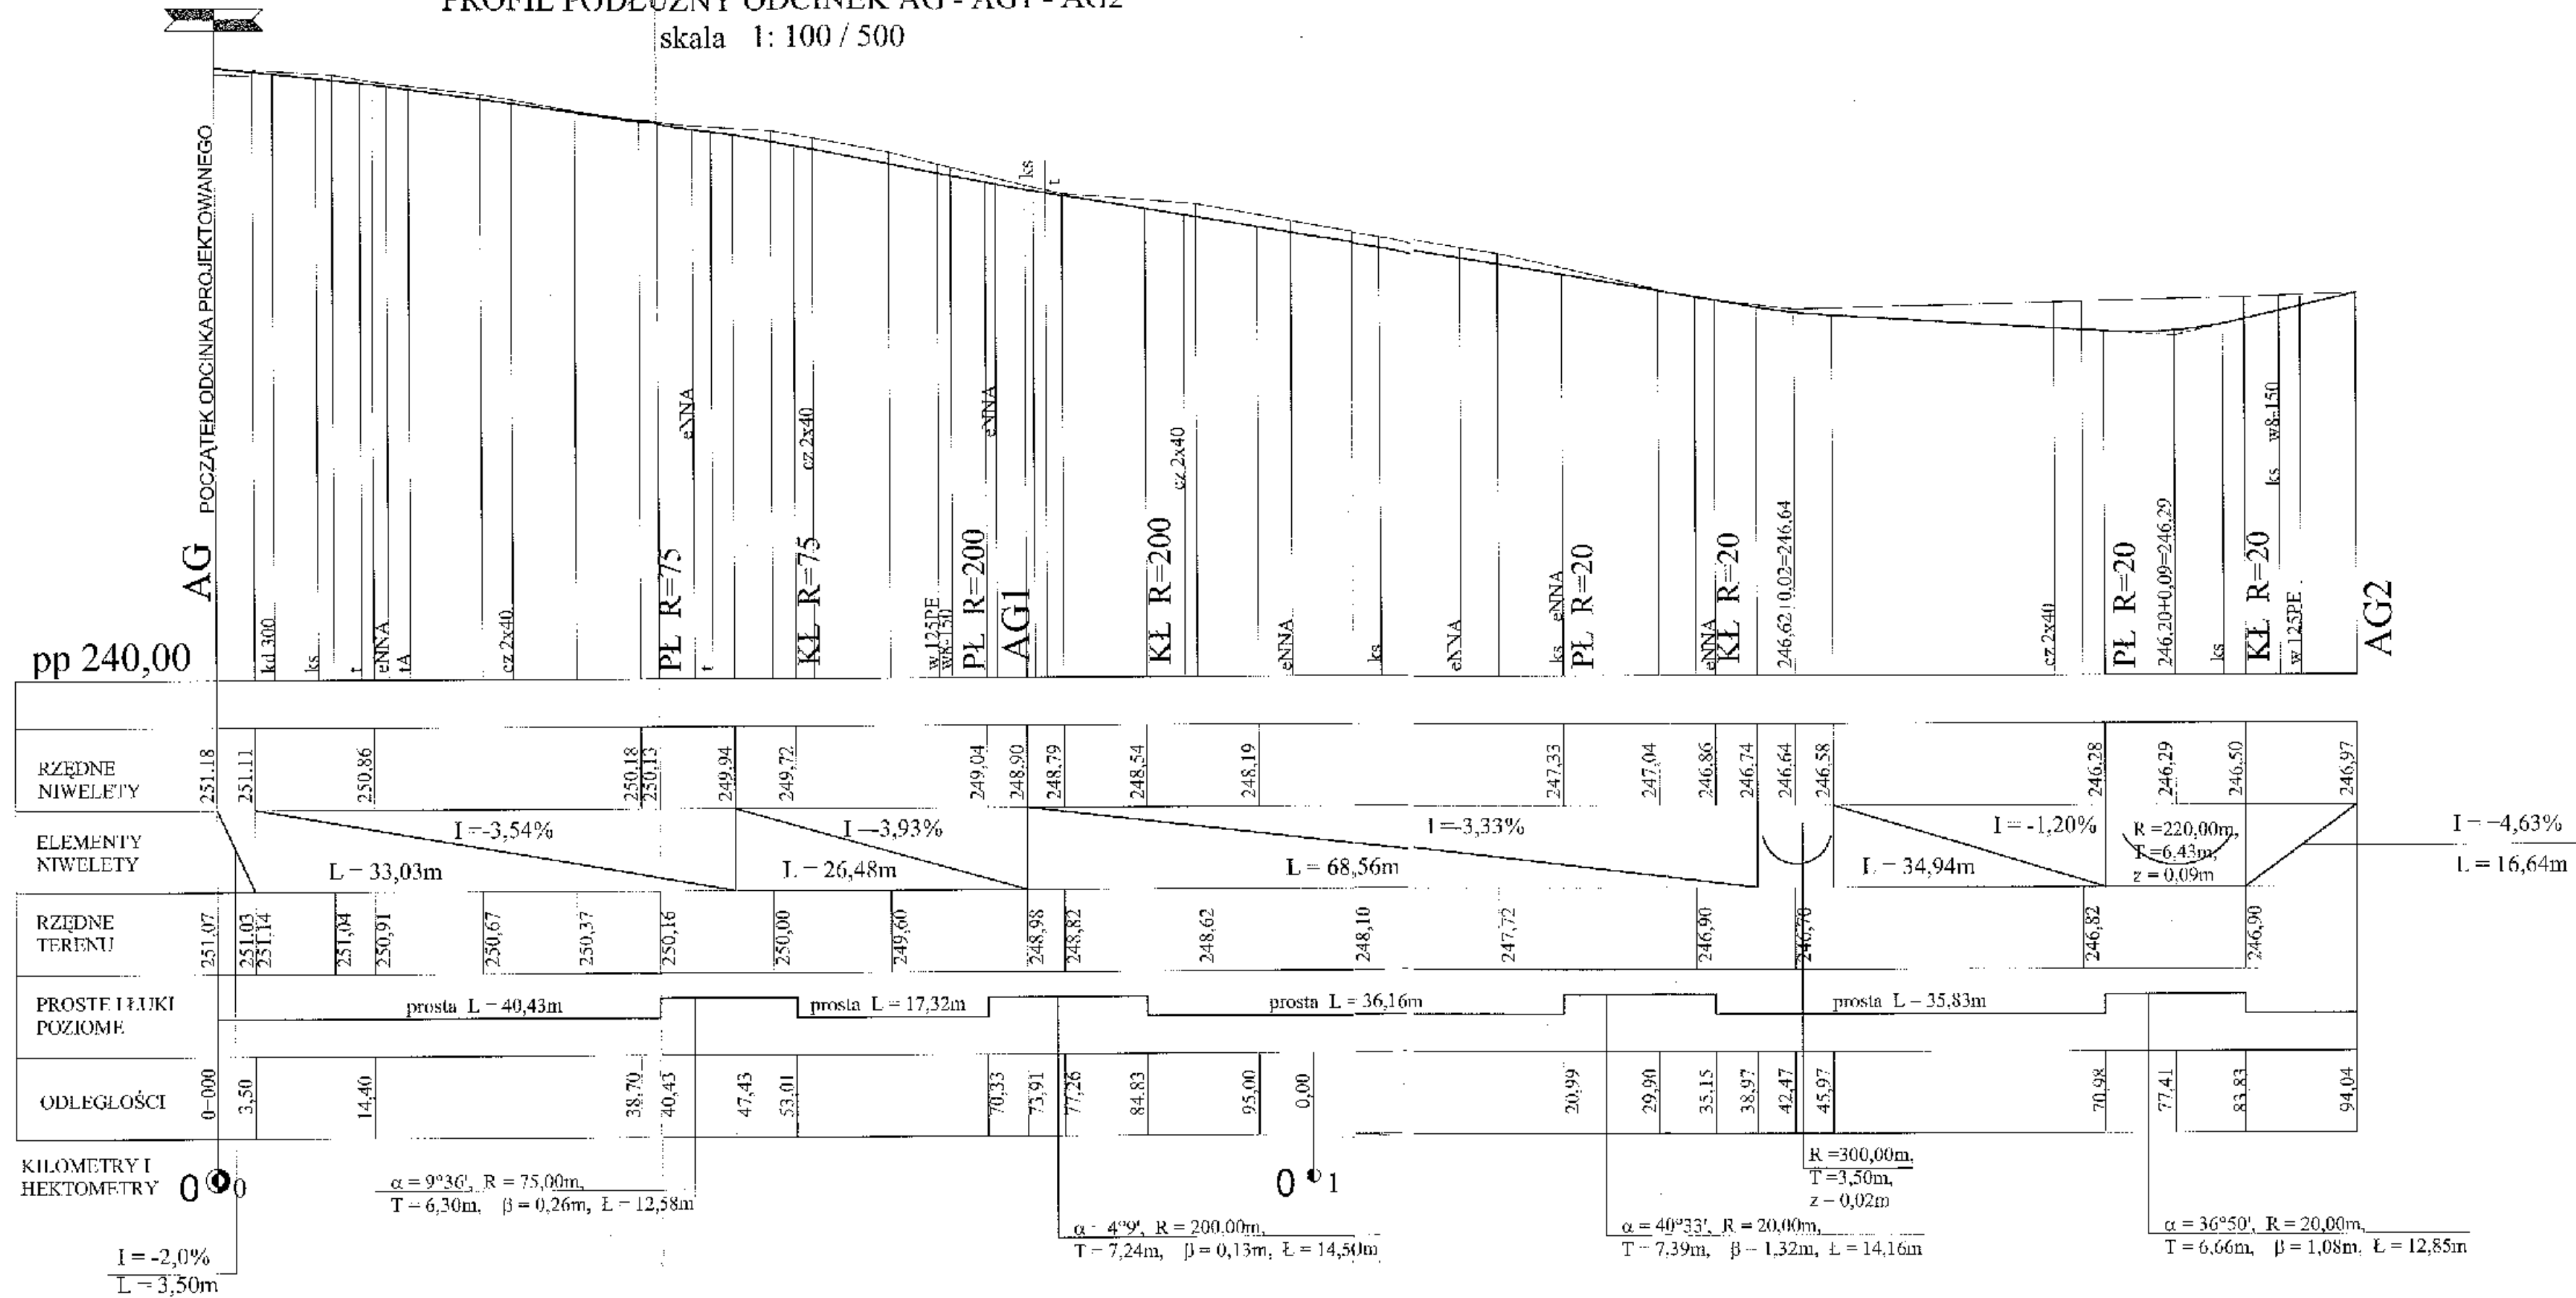 PROFIL PODŁUŻNY ODCINEK AG - AG1 - AG2
skala 1: 100 / 500
POCZĄTEK ODCINKA PROJEKTOWANEGO
AG
pp 240,00
kd 300
ks
t
eNNA
tA
cz.2x40
PŁ R=75
eNNA
t
KŁ R=75
cz.2x40
w 125PE
wk-150
PŁ R=200
eNNA
AG1
ks
t
KŁ R=200
cz.2x40
eNNA
ks
eNNA
ks eNNA
PŁ R=20
eNNA
KŁ R=20
246,62+0,02=246,64
cz.2x40
PŁ R=20
246,20+0,09=246,29
ks
KŁ R=20
ks w8-150
w 125PE
AG2
RZĘDNE
NIWELETY
251.18 251.11 250,86 250,18 250,13 249,94 249,72 249,04 248,90 248,79 248,54 248,19 247,33 247,04 246,86 246,74 246,64 246,58 246,28 246,29 246,50 246,97
ELEMENTY
NIWELETY
I=-3,54%
L=33,03m
I=-3,93%
L=26,48m
I=-3,33%
L=68,56m
I=-1,20%
L=34,94m
R=220,00m,
T=6,43m,
z=0,09m
I=-4,63%
L=16,64m
RZĘDNE
TERENU
251,07 251,03 251,14 251,04 250,91 250,67 250,37 250,16 250,00 249,60 248,98 248,82 248,62 248,10 247,72 246,90 246,70 246,82 246,90
PROSTE I ŁUKI
POZIOME
prosta L=40,43m
prosta L=17,32m
prosta L=36,16m
prosta L-35,83m
ODLEGŁOŚCI
0-000 3,50 14,40 38,70 40,43 47,43 53,01 70,33 73,91 77,26 84,83 95,00 0,00 20,99 29,90 35,15 38,97 42,47 45,97 70,98 77,41 83,83 94,04
KILOMETRY I
HEKTOMETRY
0 0
0 1
I=-2,0%
L=3,50m
α=9°36', R=75,00m,
T=6,30m, β=0,26m, Ł=12,58m
α=4°9', R=200,00m,
T=7,24m, β=0,13m, Ł=14,50m
R=300,00m,
T=3,50m,
z-0,02m
α=40°33', R=20,00m,
T-7,39m, β-1,32m, Ł=14,16m
α=36°50', R=20,00m,
T=6,66m, β=1,08m, Ł=12,85m